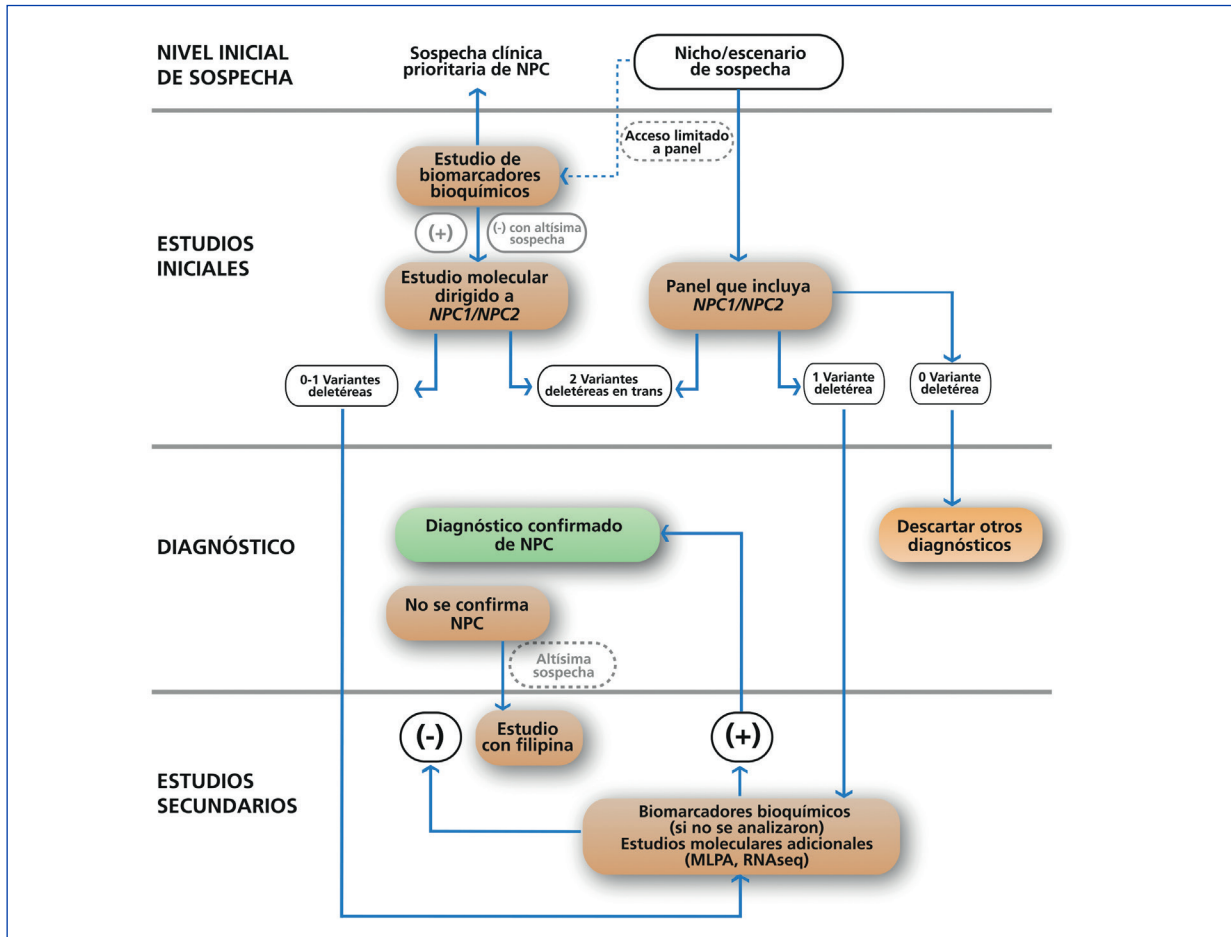 NIVEL INICIAL
DE SOSPECHA
Sospecha clínica
prioritaria de NPC
Nicho/escenario
de sospecha
Acceso limitado
a panel
ESTUDIOS
INICIALES
Estudio de
biomarcadores
bioquímicos
(+)
(-) con altísima
sospecha
Estudio molecular
dirigido a
NPC1/NPC2
Panel que incluya
NPC1/NPC2
0-1 Variantes
deletéreas
2 Variantes
deletéreas en trans
1 Variante
deletérea
0 Variante
deletérea
DIAGNÓSTICO
Diagnóstico confirmado
de NPC
Descartar otros
diagnósticos
No se confirma
NPC
Altísima
sospecha
ESTUDIOS
SECUNDARIOS
(-)
Estudio
con filipina
(+)
Biomarcadores bioquímicos
(si no se analizaron)
Estudios moleculares adicionales
(MLPA, RNAseq)